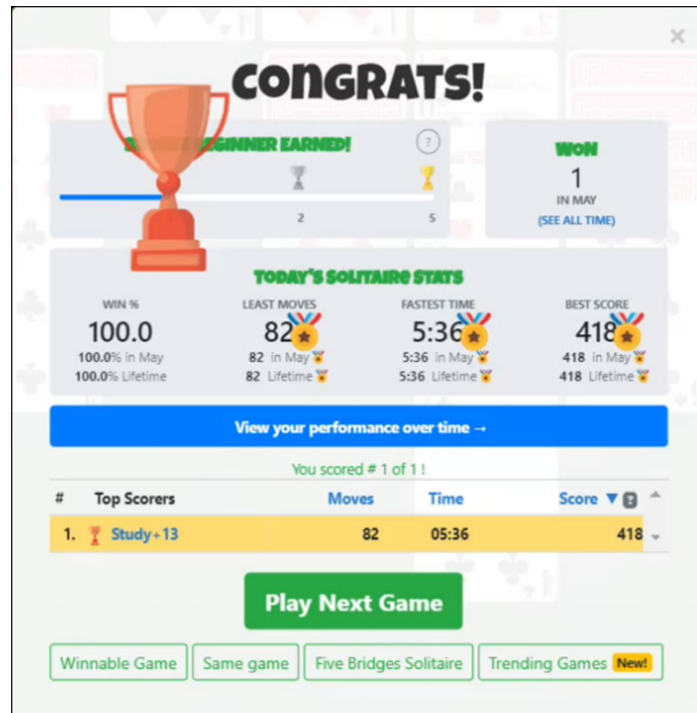 ×
CONGRATS!
BEGINNER EARNED!
?
2
5
WON
1
IN MAY
(SEE ALL TIME)
TODAY'S SOLITAIRE STATS
WIN %
100.0
100.0% in May
100.0% Lifetime
LEAST MOVES
82
82 in May
82 Lifetime
FASTEST TIME
5:36
5:36 in May
5:36 Lifetime
BEST SCORE
418
418 in May
418 Lifetime
View your performance over time →
You scored # 1 of 1 !
# Top Scorers Moves Time Score ▼ ?
1. Study+13 82 05:36 418
Play Next Game
Winnable Game Same game Five Bridges Solitaire Trending Games New!